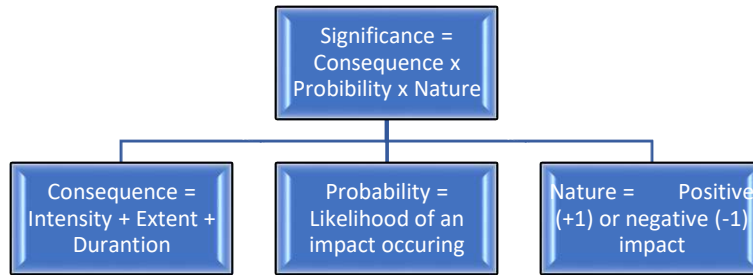 Significance =
Consequence x
Probibility x Nature
Consequence =
Intensity + Extent +
Durantion
Probability =
Likelihood of an
impact occuring
Nature = Positive
(+1) or negative (-1)
impact